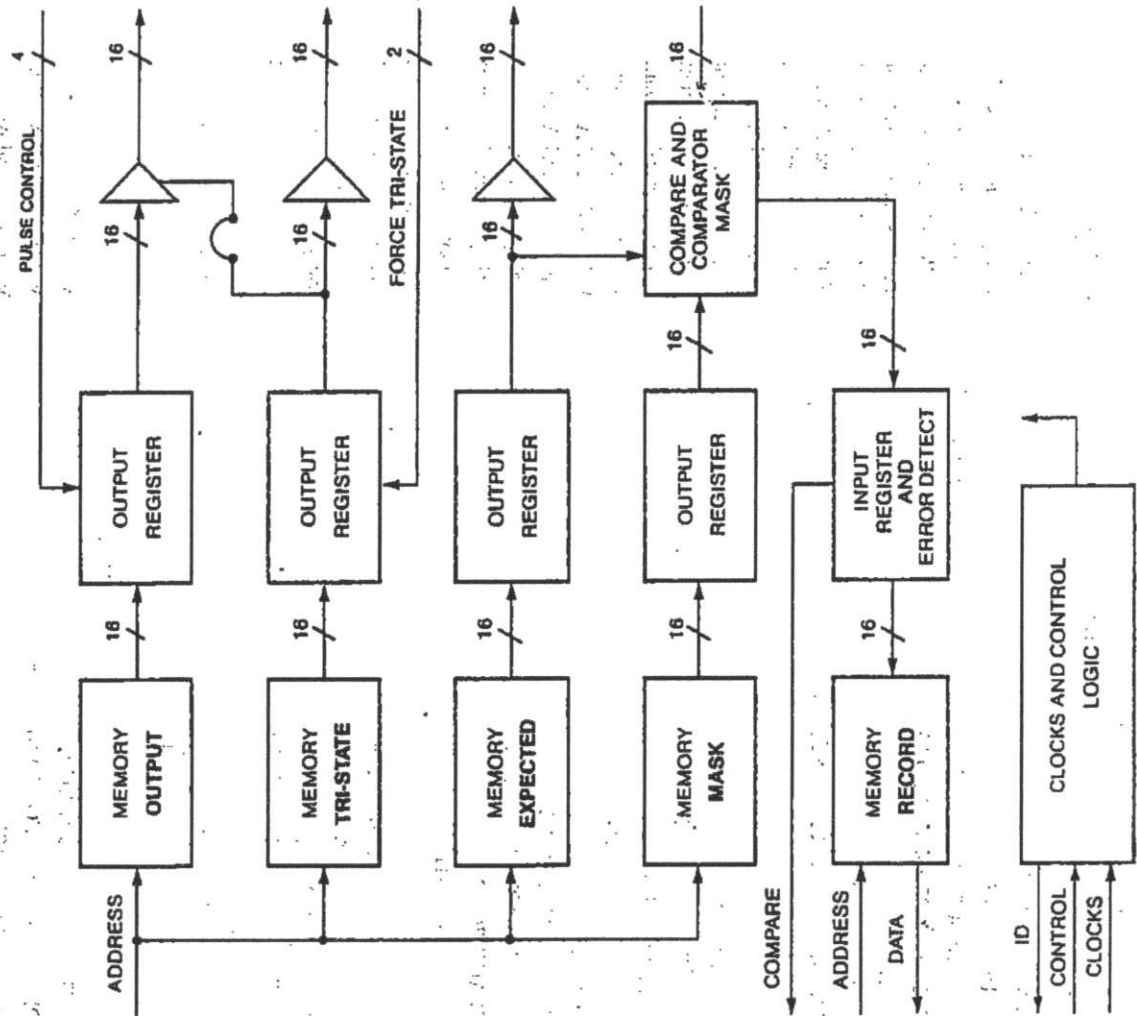 4
PULSE CONTROL
16
16
FORCE TRI-STATE
2
16
16
16
16
16
COMPARE AND
COMPARATOR
MASK
OUTPUT
REGISTER
OUTPUT
REGISTER
OUTPUT
REGISTER
OUTPUT
REGISTER
16
16
INPUT
REGISTER
AND
ERROR DETECT
16
16
16
16
16
MEMORY
OUTPUT
MEMORY
TRI-STATE
MEMORY
EXPECTED
MEMORY
MASK
MEMORY
RECORD
CLOCKS AND CONTROL
LOGIC
ADDRESS
COMPARE
ADDRESS
DATA
ID
CONTROL
CLOCKS